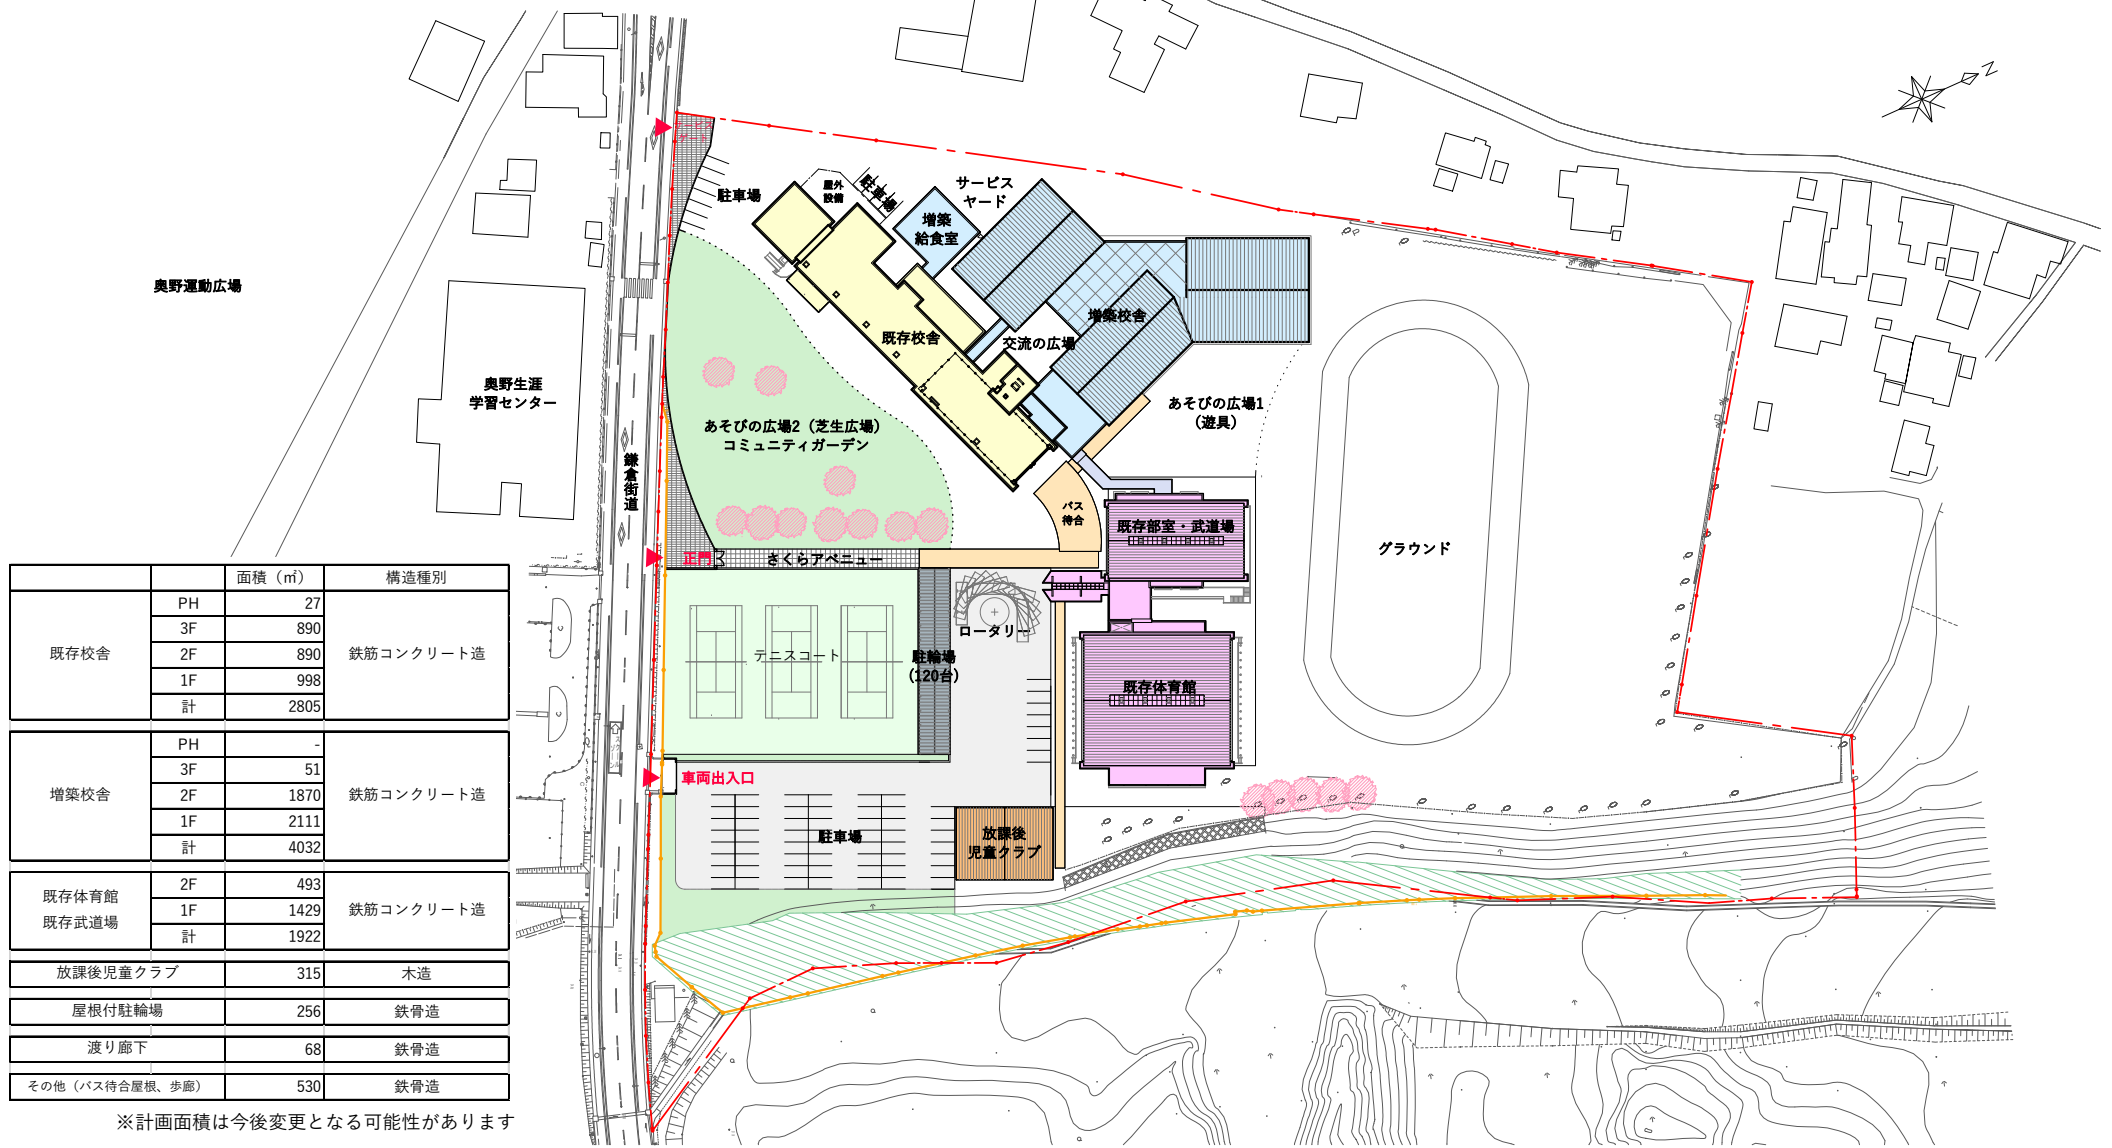 N
サービス
ヤード
駐車場
屋外
設備
駐車場
増築
給食室
奥野運動広場
増築校舎
既存校舎
交流の広場
奥野生涯
学習センター
あそびの広場1
(遊具)
あそびの広場2(芝生広場)
コミュニティガーデン
鎌倉街道
バス
待合
既存部室・武道場
グラウンド
正門
さくらアベニュー
ロータリー
テニスコート
駐輪場
(120台)
既存体育館
車両出入口
駐車場
放課後
児童クラブ
面積(㎡) 構造種別
既存校舎 PH 27 鉄筋コンクリート造
3F 890
2F 890
1F 998
計 2805
増築校舎 PH - 鉄筋コンクリート造
3F 51
2F 1870
1F 2111
計 4032
既存体育館
既存武道場
2F 493 鉄筋コンクリート造
1F 1429
計 1922
放課後児童クラブ 315 木造
屋根付駐輪場 256 鉄骨造
渡り廊下 68 鉄骨造
その他(バス待合屋根、歩廊) 530 鉄骨造
※計画面積は今後変更となる可能性があります